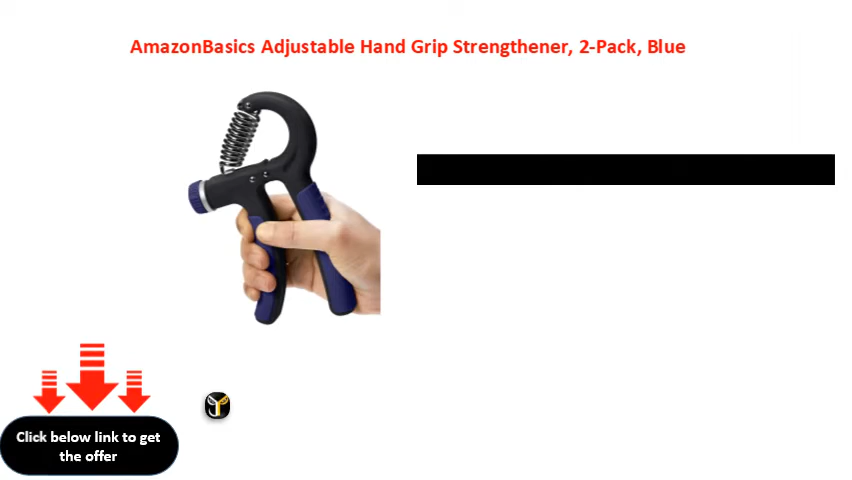 AmazonBasics Adjustable Hand Grip Strengthener, 2-Pack, Blue
Click below link to get
the offer